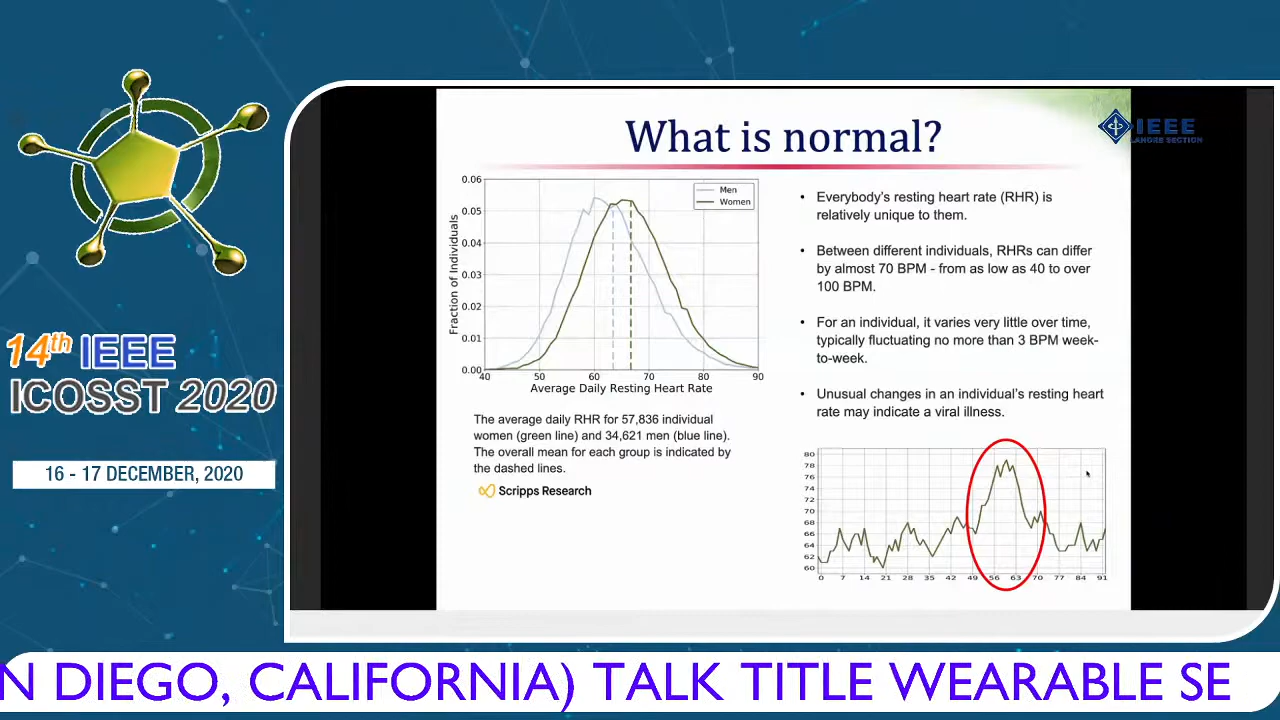 What is normal?
IEEE
LAHORE SECTION
0.06
0.05
0.04
0.03
0.02
0.01
0.00
Fraction of Individuals
Men
Women
40 50 60 70 80 90
Average Daily Resting Heart Rate
The average daily RHR for 57,836 individual
women (green line) and 34,621 men (blue line).
The overall mean for each group is indicated by
the dashed lines.
Scripps Research
• Everybody's resting heart rate (RHR) is
relatively unique to them.
• Between different individuals, RHRs can differ
by almost 70 BPM - from as low as 40 to over
100 BPM.
• For an individual, it varies very little over time,
typically fluctuating no more than 3 BPM week-
to-week.
• Unusual changes in an individual's resting heart
rate may indicate a viral illness.
80
78
76
74
72
70
68
66
64
62
60
0 7 14 21 28 35 42 49 56 63 70 77 84 91
14th IEEE
ICOSST 2020
16 - 17 DECEMBER, 2020
N DIEGO, CALIFORNIA) TALK TITLE WEARABLE SE